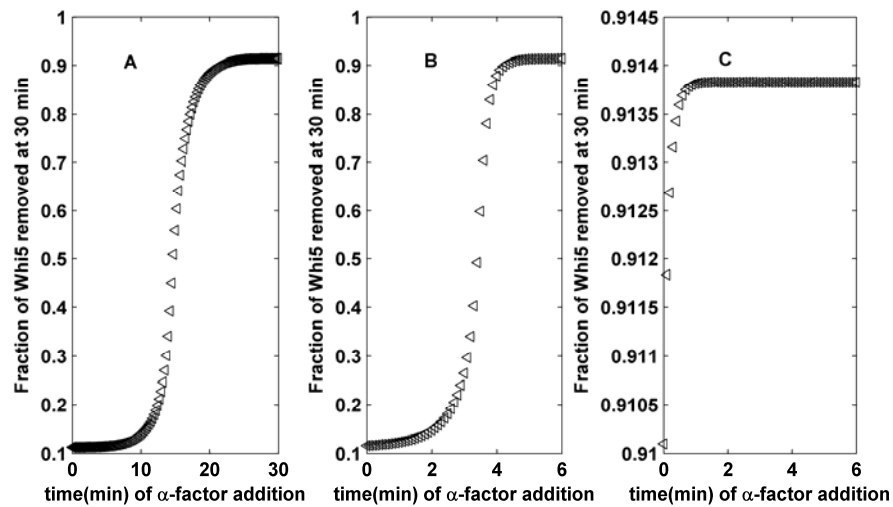 A
Fraction of Whi5 removed at 30 min
1
0.9
0.8
0.7
0.6
0.5
0.4
0.3
0.2
0.1
0 10 20 30
time(min) of α-factor addition
B
Fraction of Whi5 removed at 30 min
1
0.9
0.8
0.7
0.6
0.5
0.4
0.3
0.2
0.1
0 2 4 6
time(min) of α-factor addition
C
Fraction of Whi5 removed at 30 min
0.9145
0.914
0.9135
0.913
0.9125
0.912
0.9115
0.911
0.9105
0.91
0 2 4 6
time(min) of α-factor addition